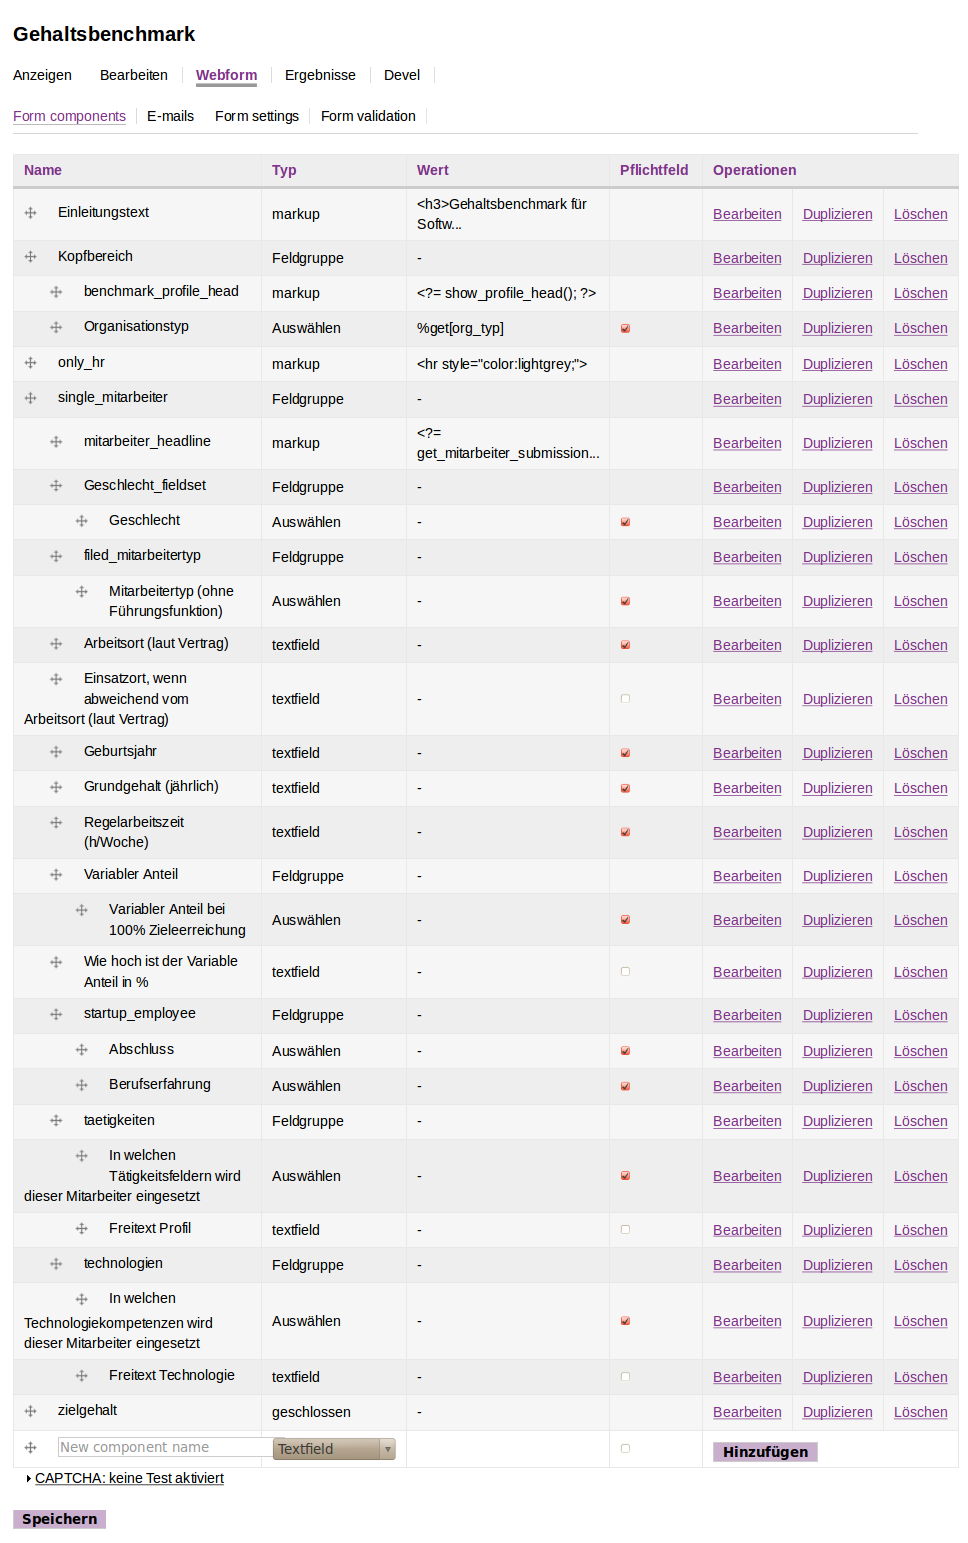 Gehaltsbenchmark
Anzeigen Bearbeiten Webform Ergebnisse Devel
Form components E-mails Form settings Form validation
Name Typ Wert Pflichtfeld Operationen
Einleitungstext markup <h3>Gehaltsbenchmark für Softw... Bearbeiten Duplizieren Löschen
Kopfbereich Feldgruppe - Bearbeiten Duplizieren Löschen
benchmark_profile_head markup <?= show_profile_head(); ?> Bearbeiten Duplizieren Löschen
Organisationstyp Auswählen %get[org_typ] Bearbeiten Duplizieren Löschen
only_hr markup <hr style="color:lightgrey;"> Bearbeiten Duplizieren Löschen
single_mitarbeiter Feldgruppe - Bearbeiten Duplizieren Löschen
mitarbeiter_headline markup <?= get_mitarbeiter_submission... Bearbeiten Duplizieren Löschen
Geschlecht_fieldset Feldgruppe - Bearbeiten Duplizieren Löschen
Geschlecht Auswählen - Bearbeiten Duplizieren Löschen
filed_mitarbeitertyp Feldgruppe - Bearbeiten Duplizieren Löschen
Mitarbeitertyp (ohne Führungsfunktion) Auswählen - Bearbeiten Duplizieren Löschen
Arbeitsort (laut Vertrag) textfield - Bearbeiten Duplizieren Löschen
Einsatzort, wenn abweichend vom Arbeitsort (laut Vertrag) textfield - Bearbeiten Duplizieren Löschen
Geburtsjahr textfield - Bearbeiten Duplizieren Löschen
Grundgehalt (jährlich) textfield - Bearbeiten Duplizieren Löschen
Regelarbeitszeit (h/Woche) textfield - Bearbeiten Duplizieren Löschen
Variabler Anteil Feldgruppe - Bearbeiten Duplizieren Löschen
Variabler Anteil bei 100% Zieleerreichung Auswählen - Bearbeiten Duplizieren Löschen
Wie hoch ist der Variable Anteil in % textfield - Bearbeiten Duplizieren Löschen
startup_employee Feldgruppe - Bearbeiten Duplizieren Löschen
Abschluss Auswählen - Bearbeiten Duplizieren Löschen
Berufserfahrung Auswählen - Bearbeiten Duplizieren Löschen
taetigkeiten Feldgruppe - Bearbeiten Duplizieren Löschen
In welchen Tätigkeitsfeldern wird dieser Mitarbeiter eingesetzt Auswählen - Bearbeiten Duplizieren Löschen
Freitext Profil textfield - Bearbeiten Duplizieren Löschen
technologien Feldgruppe - Bearbeiten Duplizieren Löschen
In welchen Technologiekompetenzen wird dieser Mitarbeiter eingesetzt Auswählen - Bearbeiten Duplizieren Löschen
Freitext Technologie textfield - Bearbeiten Duplizieren Löschen
zielgehalt geschlossen - Bearbeiten Duplizieren Löschen
New component name Textfield Hinzufügen
CAPTCHA: keine Test aktiviert
Speichern